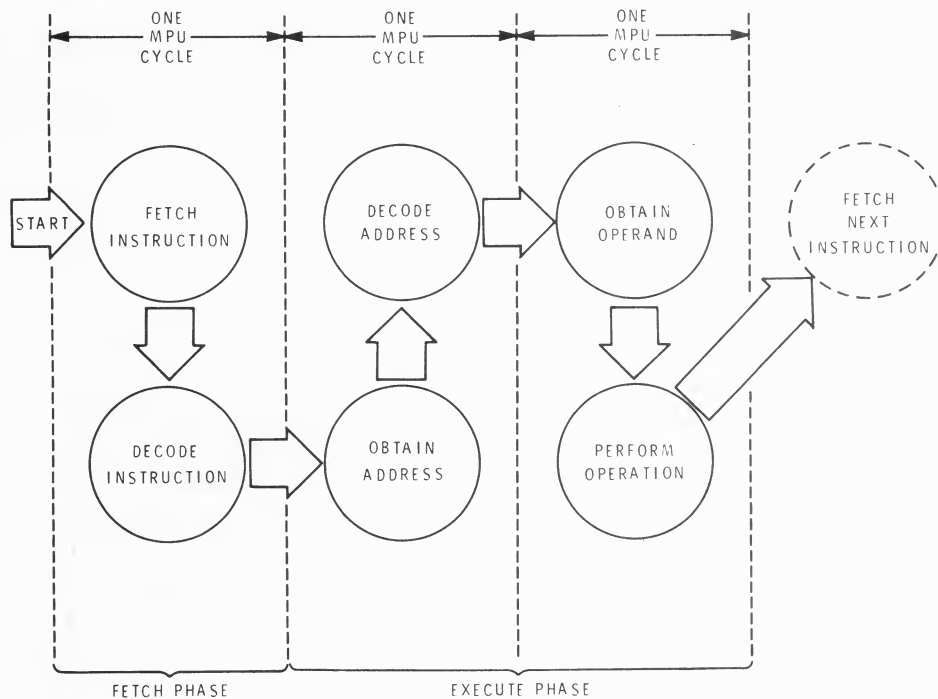 ONE
MPU
CYCLE
ONE
MPU
CYCLE
ONE
MPU
CYCLE
START
FETCH
INSTRUCTION
DECODE
ADDRESS
OBTAIN
OPERAND
FETCH
NEXT
INSTRUCTION
DECODE
INSTRUCTION
OBTAIN
ADDRESS
PERFORM
OPERATION
FETCH PHASE
EXECUTE PHASE